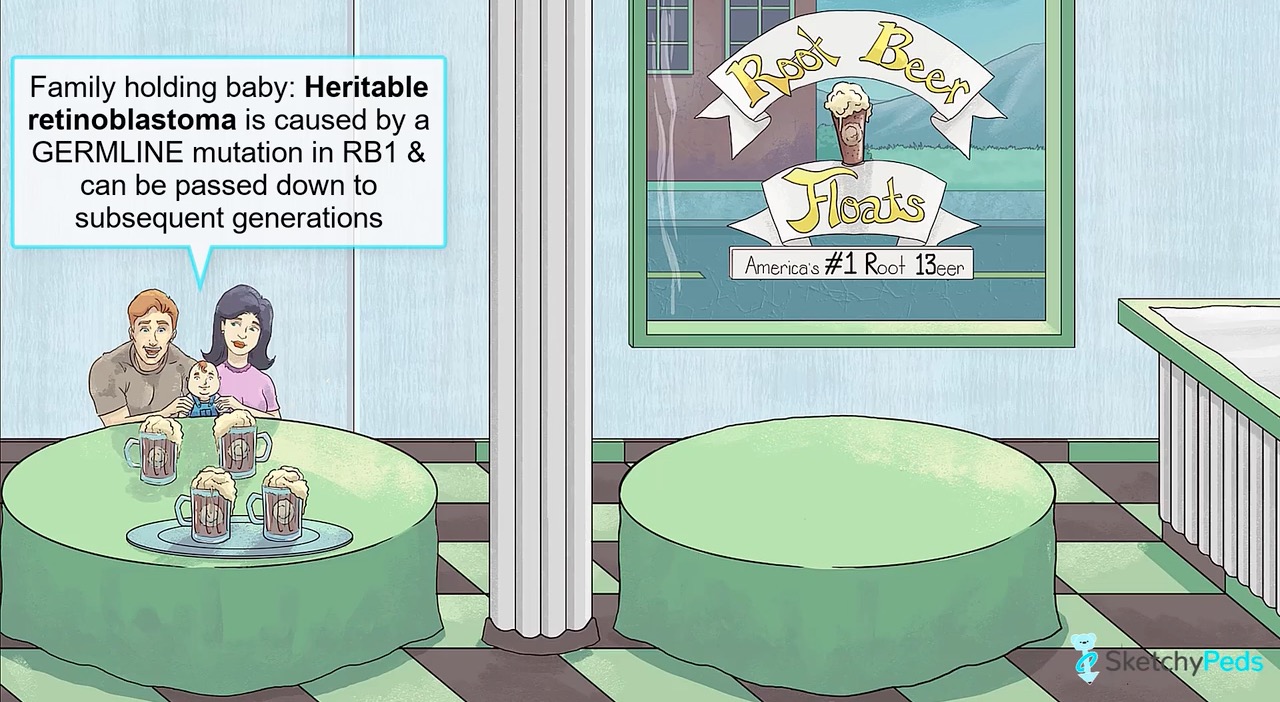 Family holding baby: Heritable
retinoblastoma is caused by a
GERMLINE mutation in RB1 &
can be passed down to
subsequent generations
Root Beer
Floats
America's #1 Root 13eer
SketchyPeds